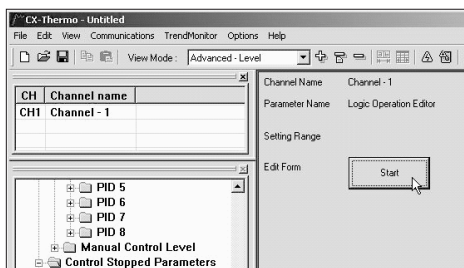 CX-Thermo - Untitled
File Edit View Communications TrendMonitor Options Help
View Mode : Advanced - Level
CH Channel name
CH1 Channel - 1
PID 5
PID 6
PID 7
PID 8
Manual Control Level
Control Stopped Parameters
Channel Name Channel - 1
Parameter Name Logic Operation Editor
Setting Range
Edit Form Start